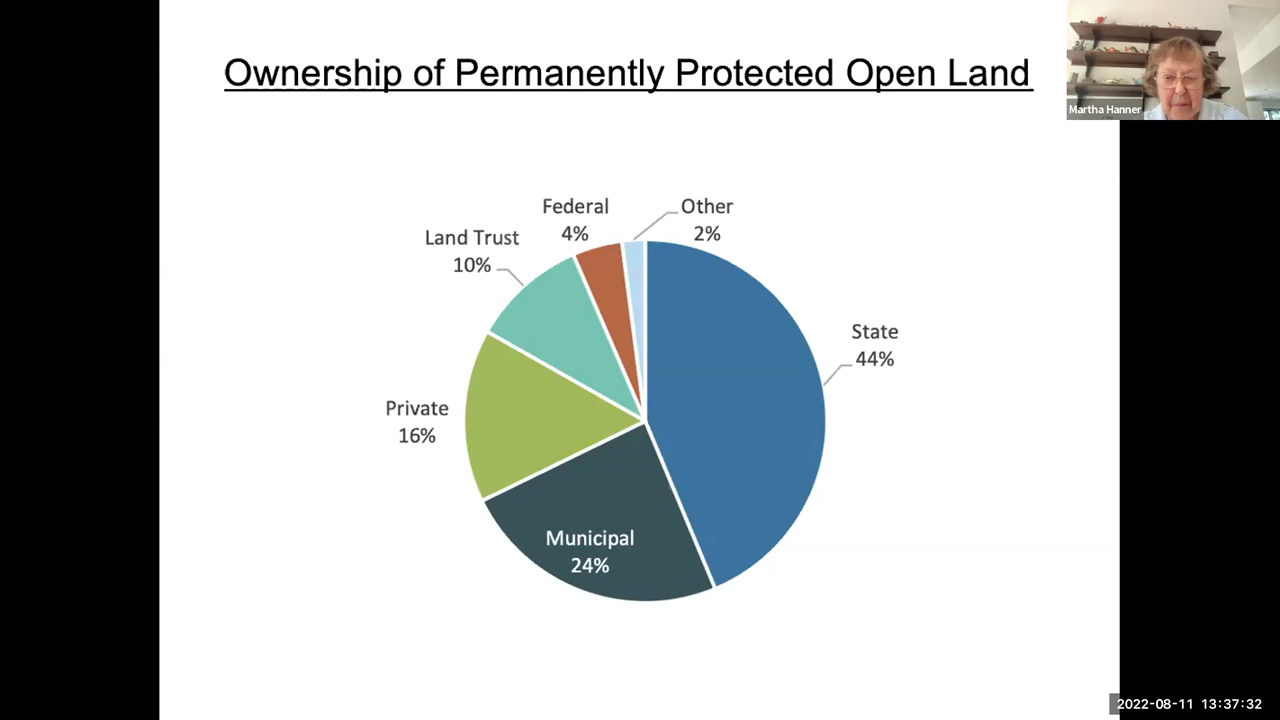 Ownership of Permanently Protected Open Land
Martha Hanner
Federal
4%
Other
2%
Land Trust
10%
State
44%
Private
16%
Municipal
24%
2022-08-11 13:37:32